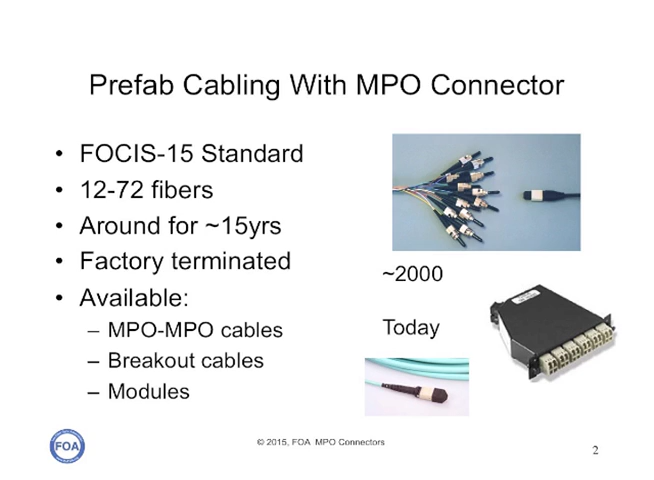 Prefab Cabling With MPO Connector
• FOCIS-15 Standard
• 12-72 fibers
• Around for ~15yrs
• Factory terminated
• Available:
– MPO-MPO cables
– Breakout cables
– Modules
~2000
Today
FOA
© 2015, FOA MPO Connectors
2